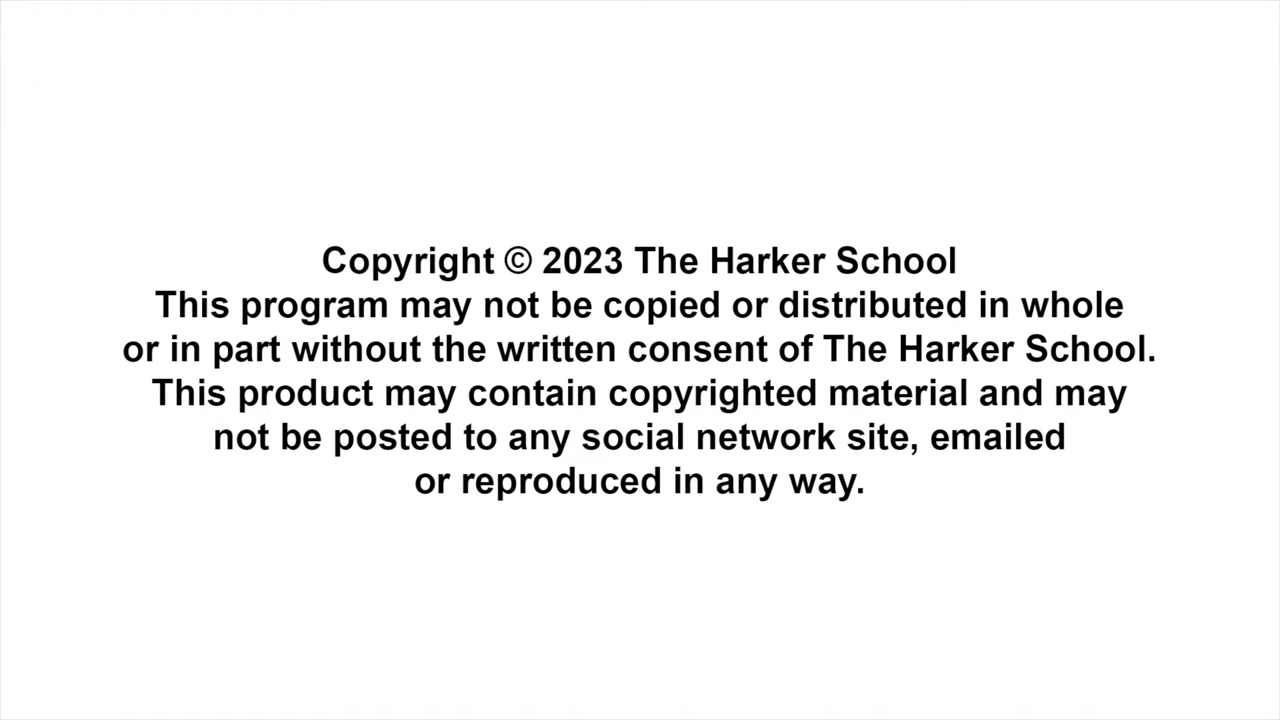 Copyright © 2023 The Harker School
This program may not be copied or distributed in whole
or in part without the written consent of The Harker School.
This product may contain copyrighted material and may
not be posted to any social network site, emailed
or reproduced in any way.